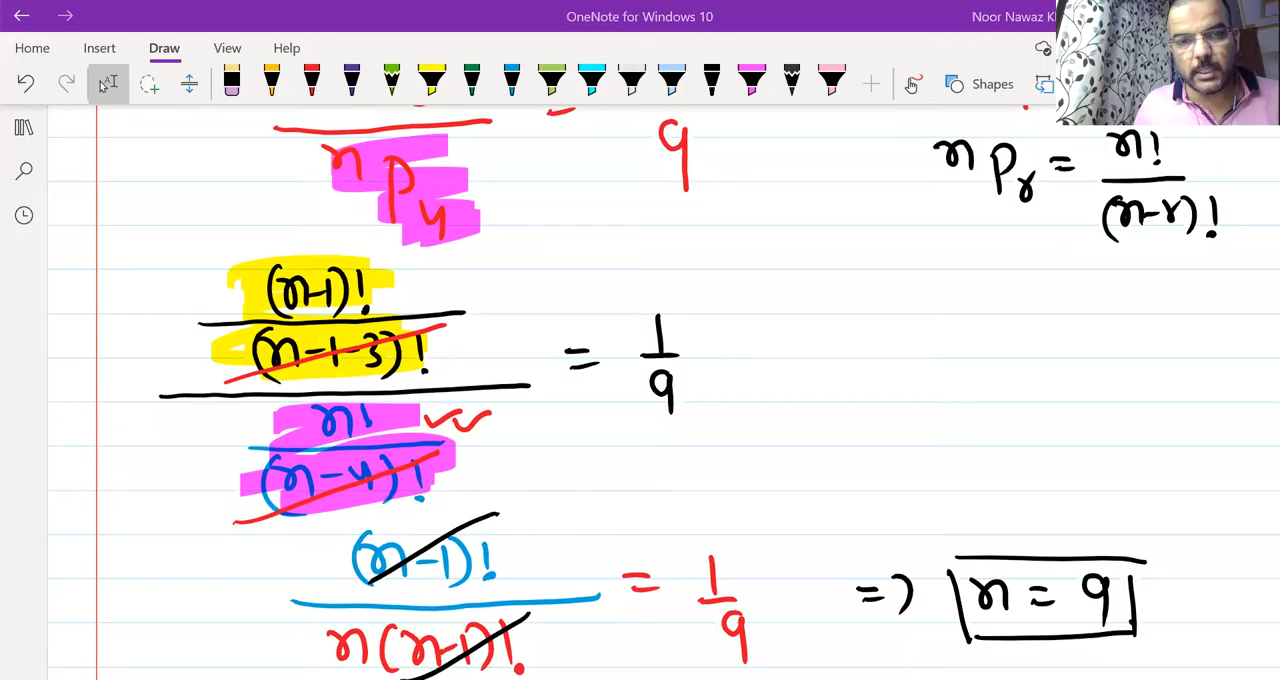 OneNote for Windows 10
Noor Nawaz
Home Insert Draw View Help
Shapes
nP4
9
nPr = n!/(n-r)!
(n-1)!
(n-1-3)!
= 1/9
n!
(n-4)!
(n-1)!
n(n-1)!
= 1/9 => n = 9